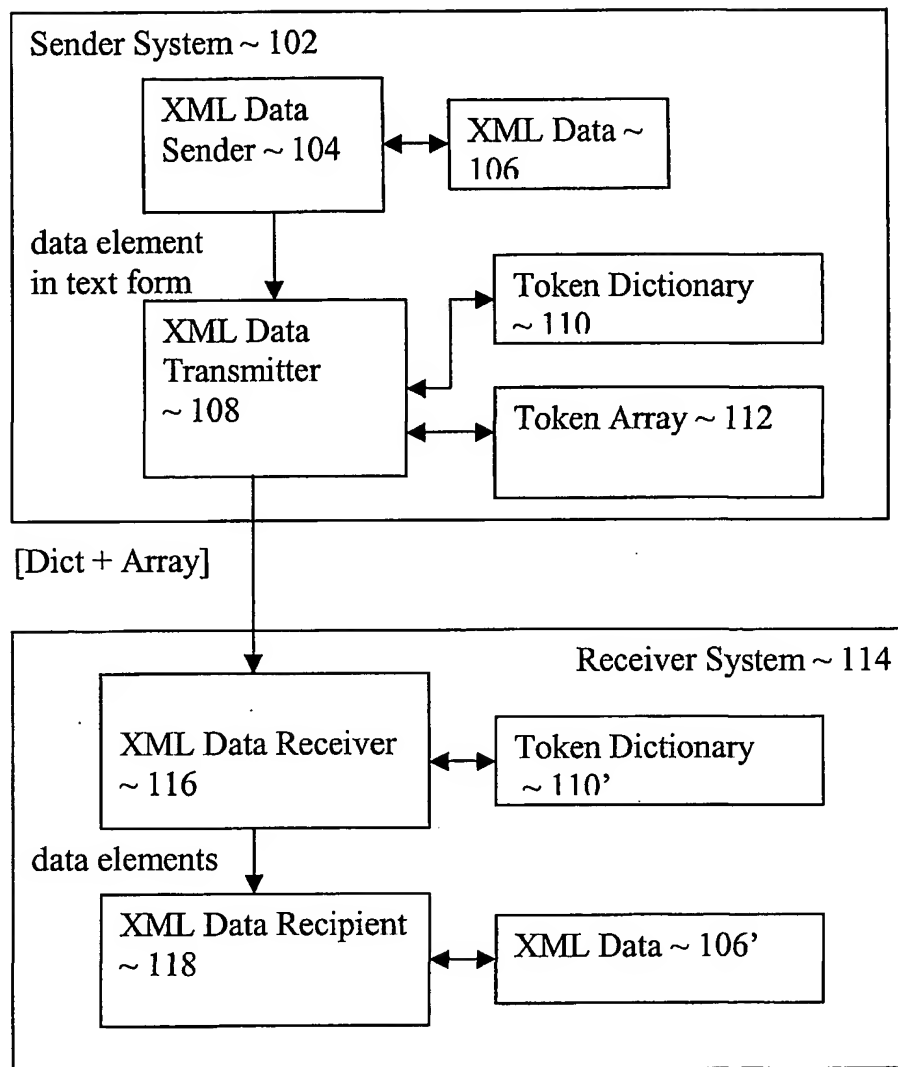 Sender System ~ 102
XML Data
Sender ~ 104
XML Data ~
106
data element
in text form
XML Data
Transmitter
~ 108
Token Dictionary
~ 110
Token Array ~ 112
[Dict + Array]
Receiver System ~ 114
XML Data Receiver
~ 116
Token Dictionary
~ 110’
data elements
XML Data Recipient
~ 118
XML Data ~ 106’